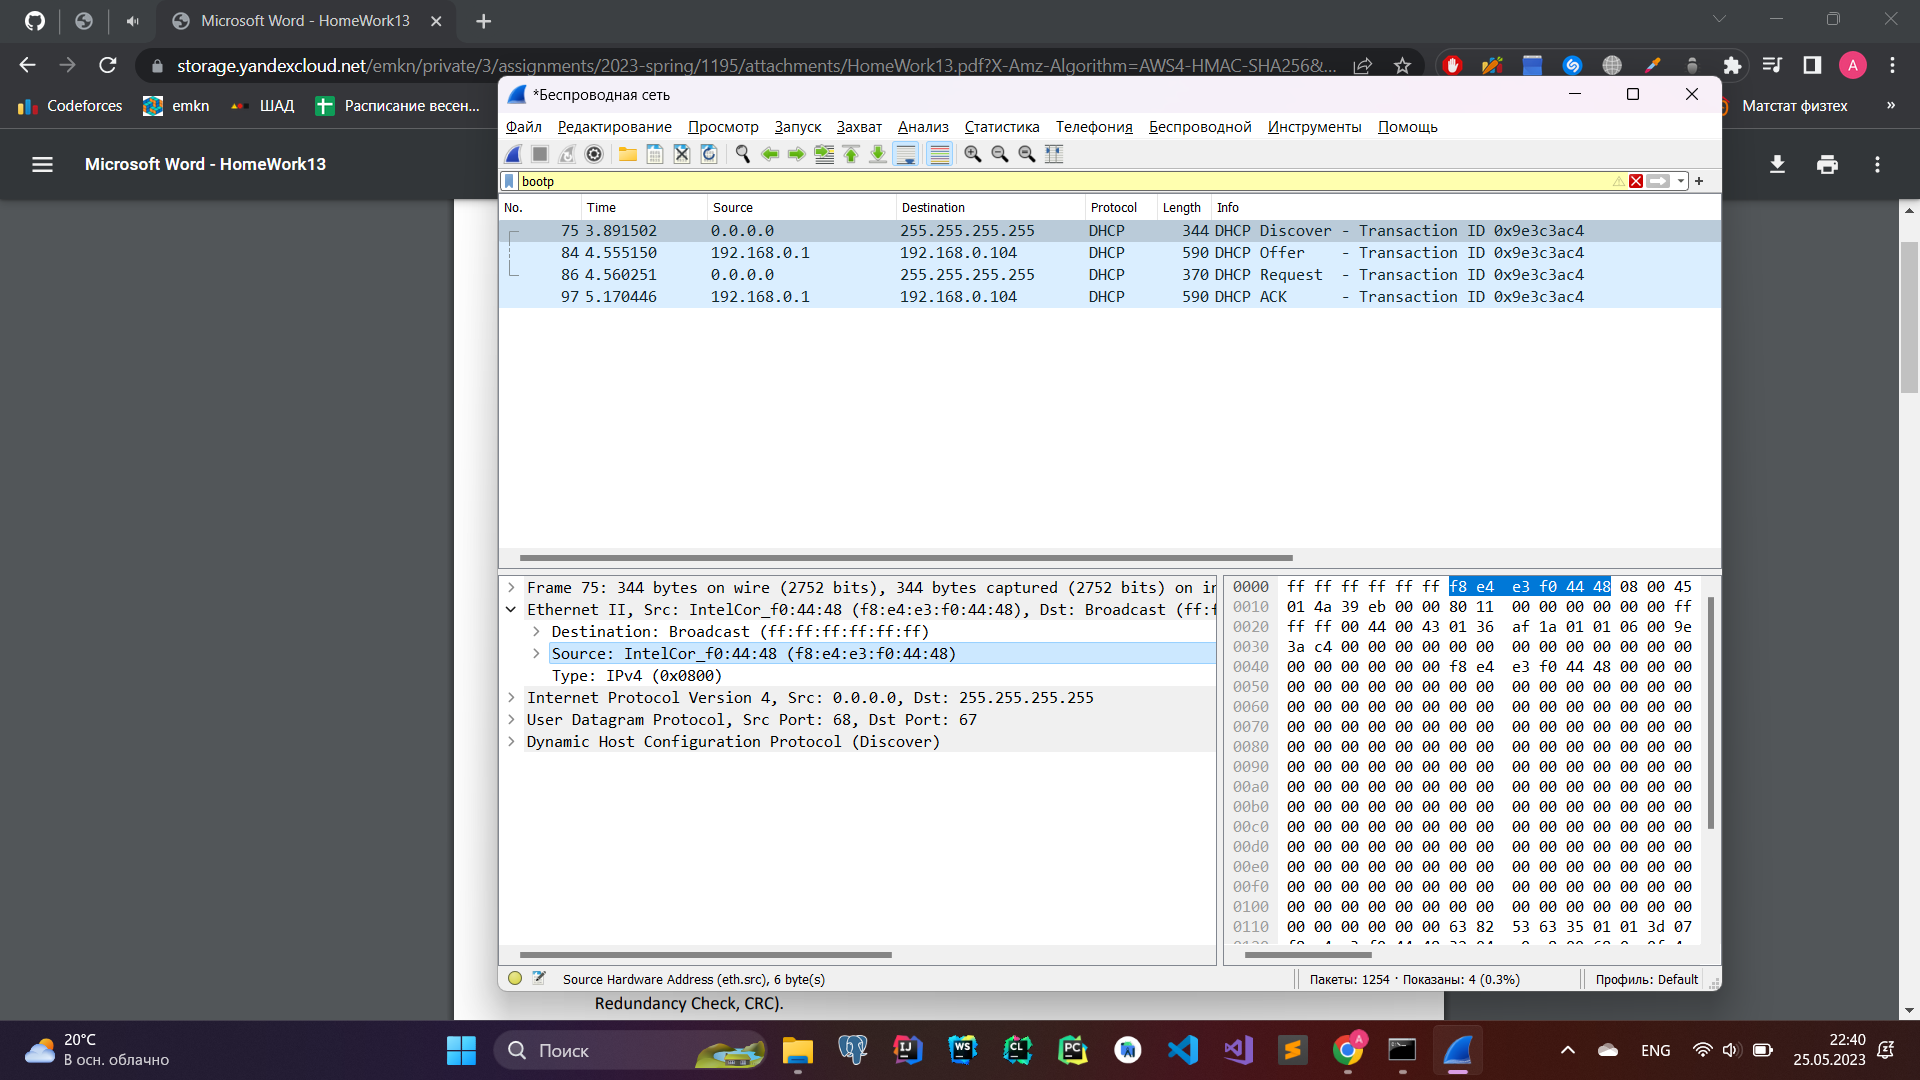 Microsoft Word - HomeWork13
storage.yandexcloud.net/emkn/private/3/assignments/2023-spring/1195/attachments/HomeWork13.pdf?X-Amz-Algorithm=AWS4-HMAC-SHA256&...
A
Codeforces
emkn
ШАД
Расписание весен...
Матстат физтех
»
Microsoft Word - HomeWork13
*Беспроводная сеть
Файл Редактирование Просмотр Запуск Захват Анализ Статистика Телефония Беспроводной Инструменты Помощь
bootp
No. Time Source Destination Protocol Length Info
75 3.891502 0.0.0.0 255.255.255.255 DHCP 344 DHCP Discover - Transaction ID 0x9e3c3ac4
84 4.555150 192.168.0.1 192.168.0.104 DHCP 590 DHCP Offer - Transaction ID 0x9e3c3ac4
86 4.560251 0.0.0.0 255.255.255.255 DHCP 370 DHCP Request - Transaction ID 0x9e3c3ac4
97 5.170446 192.168.0.1 192.168.0.104 DHCP 590 DHCP ACK - Transaction ID 0x9e3c3ac4
Frame 75: 344 bytes on wire (2752 bits), 344 bytes captured (2752 bits) on in
Ethernet II, Src: IntelCor_f0:44:48 (f8:e4:e3:f0:44:48), Dst: Broadcast (ff:f
Destination: Broadcast (ff:ff:ff:ff:ff:ff)
Source: IntelCor_f0:44:48 (f8:e4:e3:f0:44:48)
Type: IPv4 (0x0800)
Internet Protocol Version 4, Src: 0.0.0.0, Dst: 255.255.255.255
User Datagram Protocol, Src Port: 68, Dst Port: 67
Dynamic Host Configuration Protocol (Discover)
0000 ff ff ff ff ff ff f8 e4 e3 f0 44 48 08 00 45
0010 01 4a 39 eb 00 00 80 11 00 00 00 00 00 00 ff
0020 ff ff 00 44 00 43 01 36 af 1a 01 01 06 00 9e
0030 3a c4 00 00 00 00 00 00 00 00 00 00 00 00 00
0040 00 00 00 00 00 00 f8 e4 e3 f0 44 48 00 00 00
0050 00 00 00 00 00 00 00 00 00 00 00 00 00 00 00
0060 00 00 00 00 00 00 00 00 00 00 00 00 00 00 00
0070 00 00 00 00 00 00 00 00 00 00 00 00 00 00 00
0080 00 00 00 00 00 00 00 00 00 00 00 00 00 00 00
0090 00 00 00 00 00 00 00 00 00 00 00 00 00 00 00
00a0 00 00 00 00 00 00 00 00 00 00 00 00 00 00 00
00b0 00 00 00 00 00 00 00 00 00 00 00 00 00 00 00
00c0 00 00 00 00 00 00 00 00 00 00 00 00 00 00 00
00d0 00 00 00 00 00 00 00 00 00 00 00 00 00 00 00
00e0 00 00 00 00 00 00 00 00 00 00 00 00 00 00 00
00f0 00 00 00 00 00 00 00 00 00 00 00 00 00 00 00
0100 00 00 00 00 00 00 00 00 00 00 00 00 00 00 00
0110 00 00 00 00 00 00 63 82 53 63 35 01 01 3d 07
Source Hardware Address (eth.src), 6 byte(s)
Пакеты: 1254 · Показаны: 4 (0.3%)
Профиль: Default
Redundancy Check, CRC).
20°C
В осн. облачно
Поиск
IJ
WS
CL
PC
A
ENG
22:40
25.05.2023